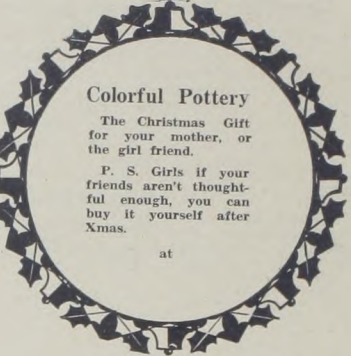 Colorful Pottery
The Christmas Gift
for your mother, or
the girl friend.
P. S. Girls if your
friends aren't thought-
ful enough, you can
buy it yourself after
Xmas.
at